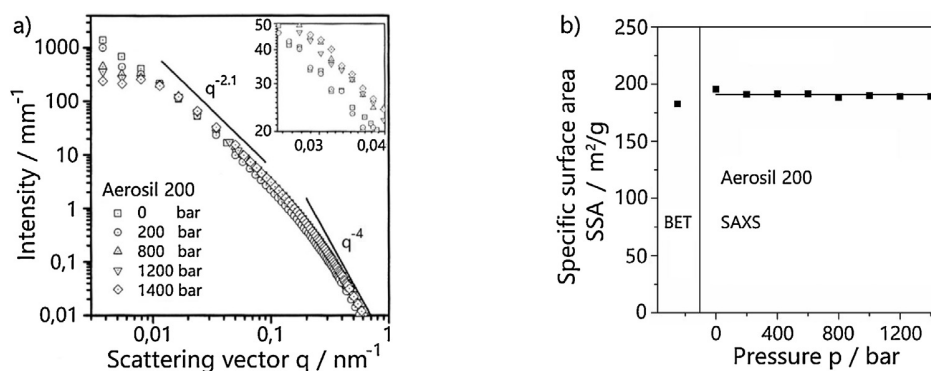 a)
Intensity / mm-1
1000
100
10
1
0,1
0,01
q-2.1
q-4
50
40
30
20
0,03
0,04
Aerosil 200
0 bar
200 bar
800 bar
1200 bar
1400 bar
0,01
0,1
1
Scattering vector q / nm-1
b)
Specific surface area
SSA / m²/g
250
200
150
100
50
0
BET
Aerosil 200
SAXS
0
400
800
1200
Pressure p / bar